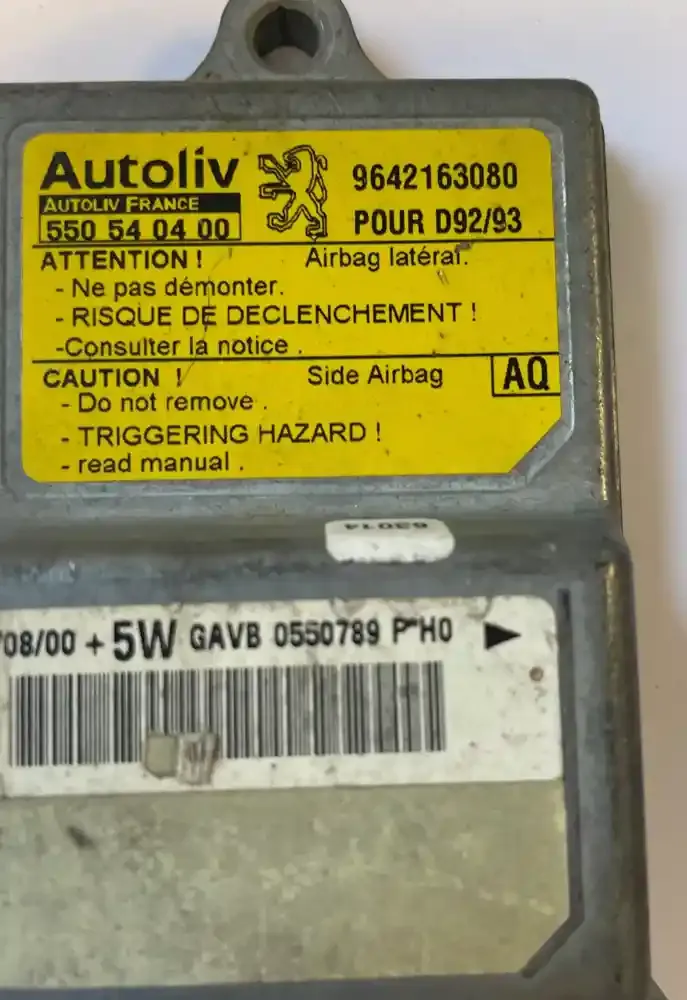 Autoliv
AUTOLIV FRANCE
550 54 04 00
9642163080
POUR D92/93
ATTENTION ! Airbag latéral.
- Ne pas démonter.
- RISQUE DE DECLENCHEMENT !
-Consulter la notice .
CAUTION ! Side Airbag AQ
- Do not remove .
- TRIGGERING HAZARD !
- read manual .
63014
/08/00 + 5W GAVB 0550789 P H0